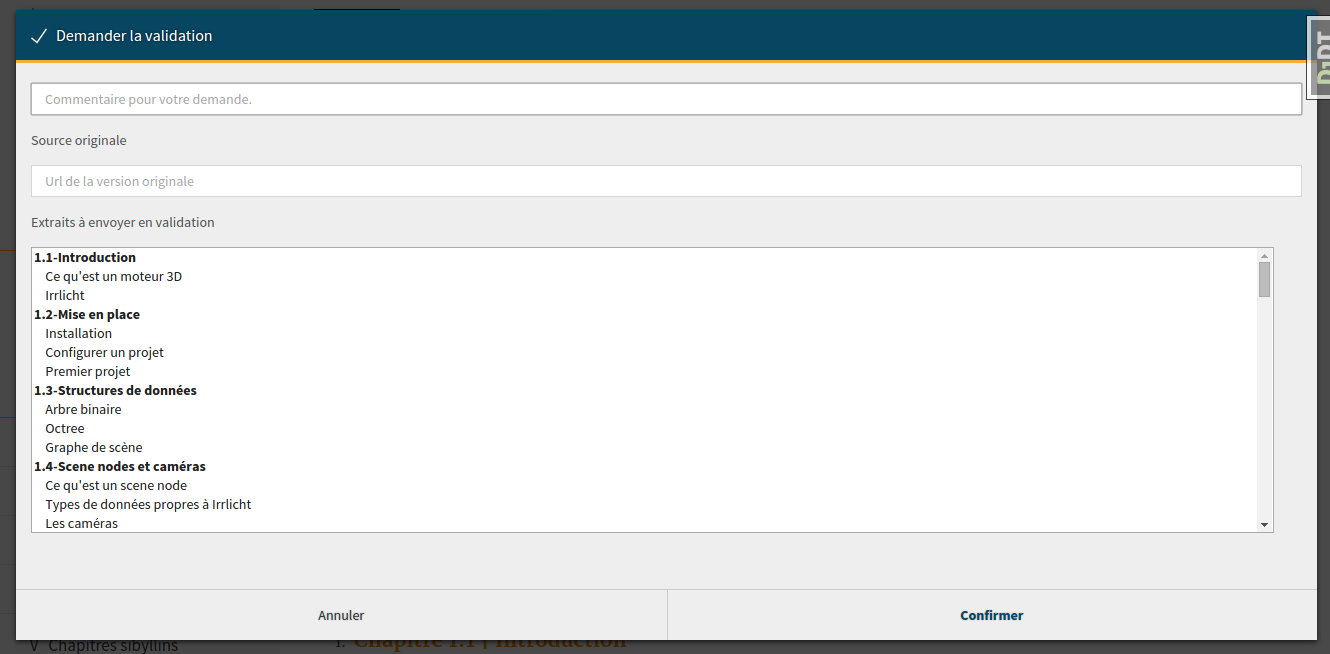 Demander la validation
Commentaire pour votre demande.
Source originale
Url de la version originale
Extraits à envoyer en validation
1.1-Introduction
Ce qu'est un moteur 3D
Irrlicht
1.2-Mise en place
Installation
Configurer un projet
Premier projet
1.3-Structures de données
Arbre binaire
Octree
Graphe de scène
1.4-Scene nodes et caméras
Ce qu'est un scene node
Types de données propres à Irrlicht
Les caméras
Annuler
Confirmer
V Chapitres sibyllins
1. Chapitre 1.1 | Introduction